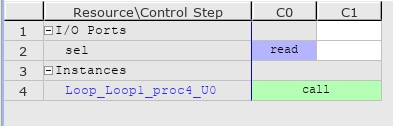 Resource\Control Step C0 C1
1 I/O Ports
2 sel read
3 Instances
4 Loop_Loop1_proc4_U0 call